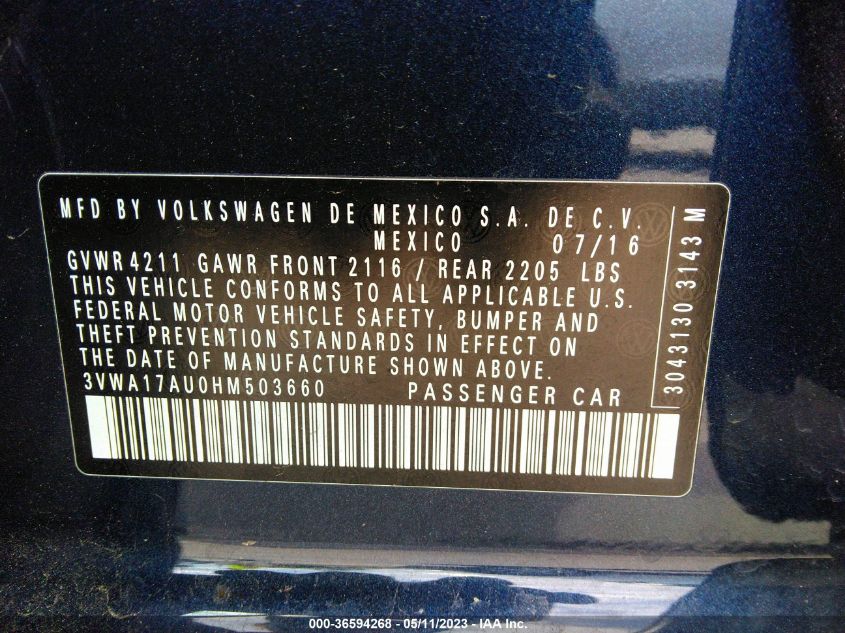 MFD BY VOLKSWAGEN DE MEXICO S.A. DE C.V.
MEXICO 07/16
GVWR 4211 GAWR FRONT 2116 / REAR 2205 LBS
THIS VEHICLE CONFORMS TO ALL APPLICABLE U.S.
FEDERAL MOTOR VEHICLE SAFETY, BUMPER AND
THEFT PREVENTION STANDARDS IN EFFECT ON
THE DATE OF MANUFACTURE SHOWN ABOVE.
3VWA17AU0HM503660 PASSENGER CAR
3043130 3143 M
000-36594268 - 05/11/2023 - IAA Inc.